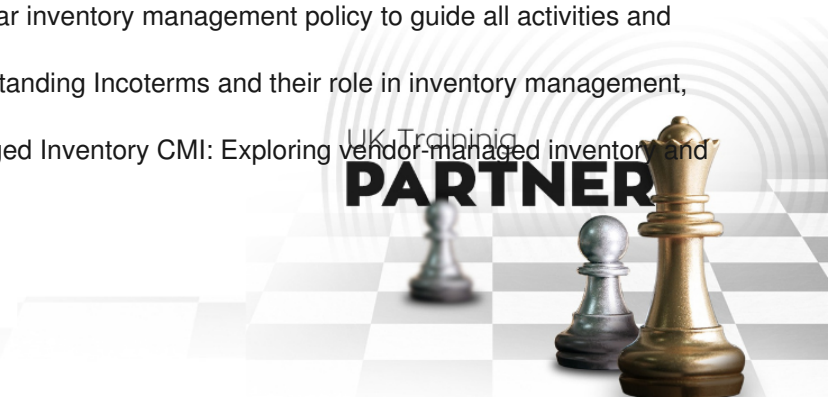 ar inventory management policy to guide all activities and
tanding Incoterms and their role in inventory management,
UK Traininig
ged Inventory CMI: Exploring vendor-managed inventory and
PARTNER